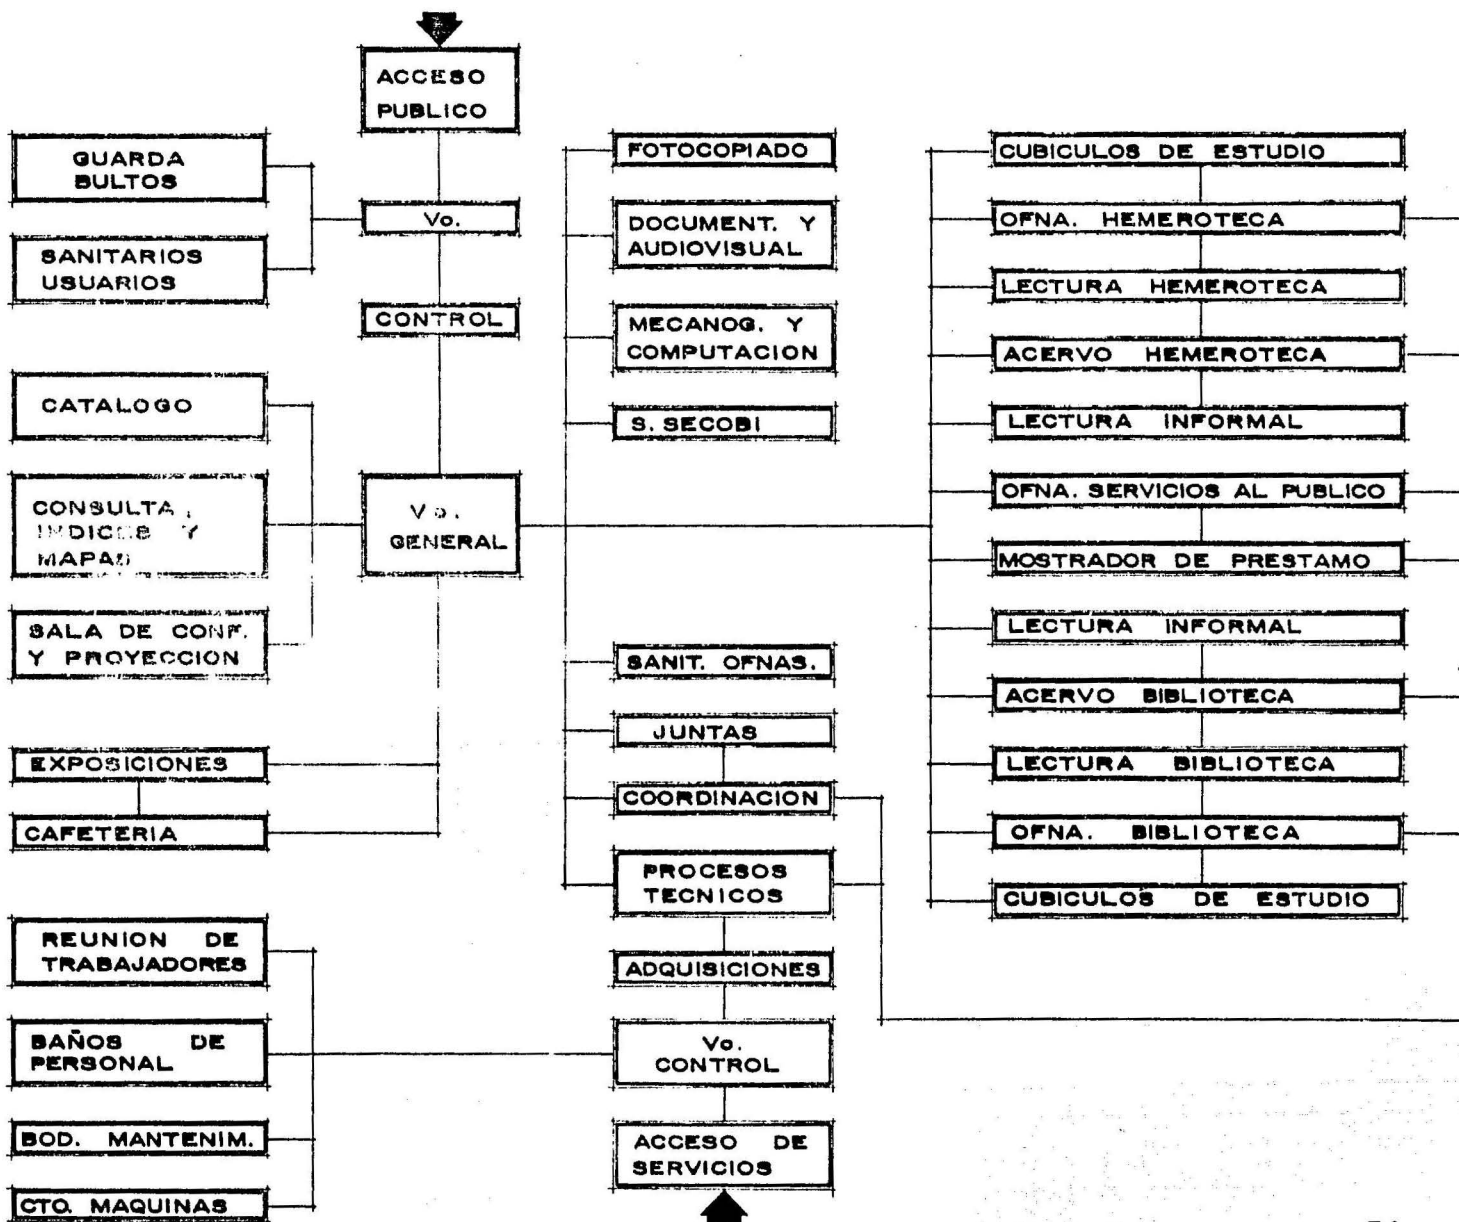 ACCESO
PUBLICO
GUARDA
BULTOS
Vo.
SANITARIOS
USUARIOS
CONTROL
CATALOGO
CONSULTA,
INDICES Y
MAPAS
Vo.
GENERAL
SALA DE CONF.
Y PROYECCION
EXPOSICIONES
CAFETERIA
REUNION DE
TRABAJADORES
BAÑOS DE
PERSONAL
BOD. MANTENIM.
CTO. MAQUINAS
FOTOCOPIADO
DOCUMENT. Y
AUDIOVISUAL
MECANOG. Y
COMPUTACION
S. SECOBI
SANIT. OFNAS.
JUNTAS
COORDINACION
PROCESOS
TECNICOS
ADQUISICIONES
Vo.
CONTROL
ACCESO DE
SERVICIOS
CUBICULOS DE ESTUDIO
OFNA. HEMEROTECA
LECTURA HEMEROTECA
ACERVO HEMEROTECA
LECTURA INFORMAL
OFNA. SERVICIOS AL PUBLICO
MOSTRADOR DE PRESTAMO
LECTURA INFORMAL
ACERVO BIBLIOTECA
LECTURA BIBLIOTECA
OFNA. BIBLIOTECA
CUBICULOS DE ESTUDIO